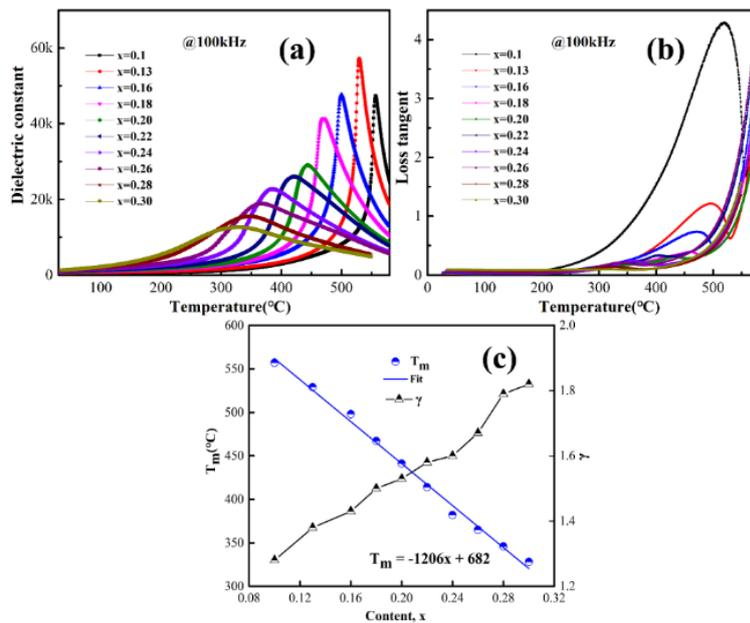 @100kHz
(a)
x=0.1
x=0.13
x=0.16
x=0.18
x=0.20
x=0.22
x=0.24
x=0.26
x=0.28
x=0.30
Dielectric constant
60k
40k
20k
0
100 200 300 400 500
Temperature(℃)
@100kHz
(b)
x=0.1
x=0.13
x=0.16
x=0.18
x=0.20
x=0.22
x=0.24
x=0.26
x=0.28
x=0.30
Loss tangent
4
3
2
1
0
0 100 200 300 400 500
Temperature(℃)
(c)
Tm
Fit
γ
Tm(℃)
600
550
500
450
400
350
300
2.0
1.8
1.6
1.4
1.2
γ
Tm = -1206x + 682
0.08 0.12 0.16 0.20 0.24 0.28 0.32
Content, x